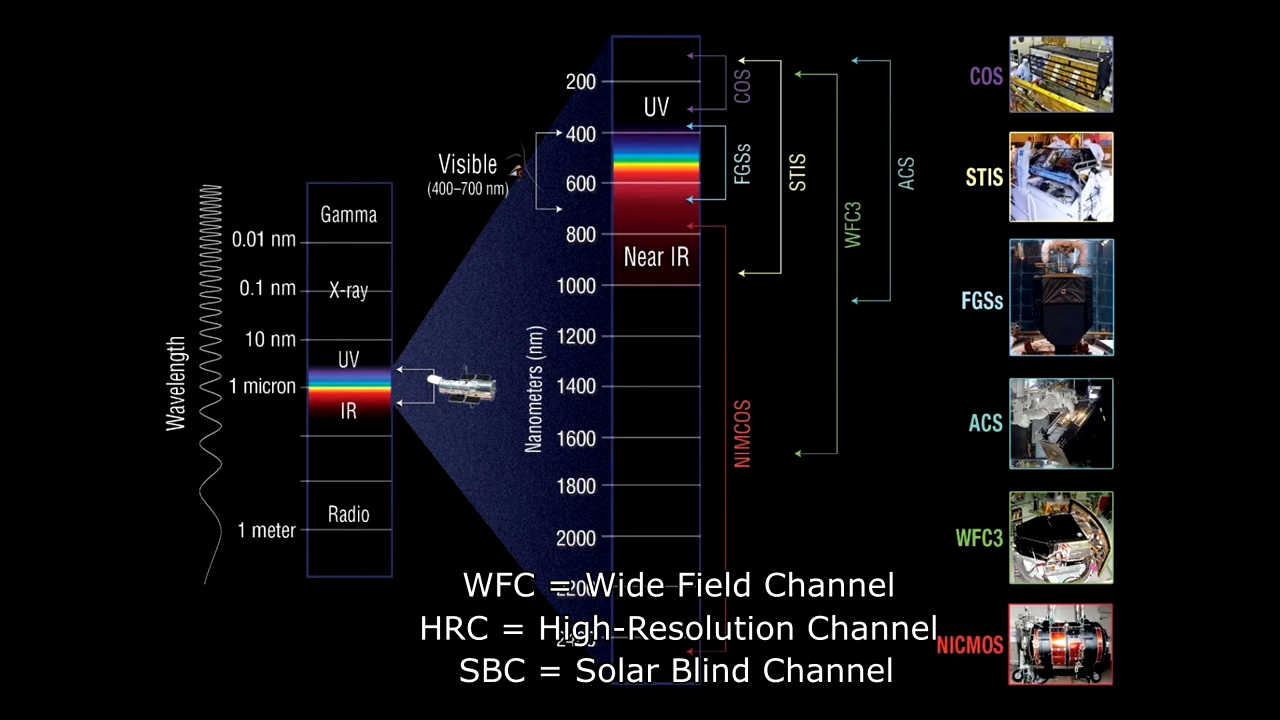 Wavelength
Gamma
0.01 nm
0.1 nm
X-ray
10 nm
UV
1 micron
IR
Radio
1 meter
Visible
(400–700 nm)
Nanometers (nm)
200
UV
400
600
800
Near IR
1000
1200
1400
1600
1800
2000
2200
2400
COS
FGSs
STIS
WFC3
ACS
NIMCOS
COS
STIS
FGSs
ACS
WFC3
NICMOS
WFC = Wide Field Channel
HRC = High-Resolution Channel
SBC = Solar Blind Channel